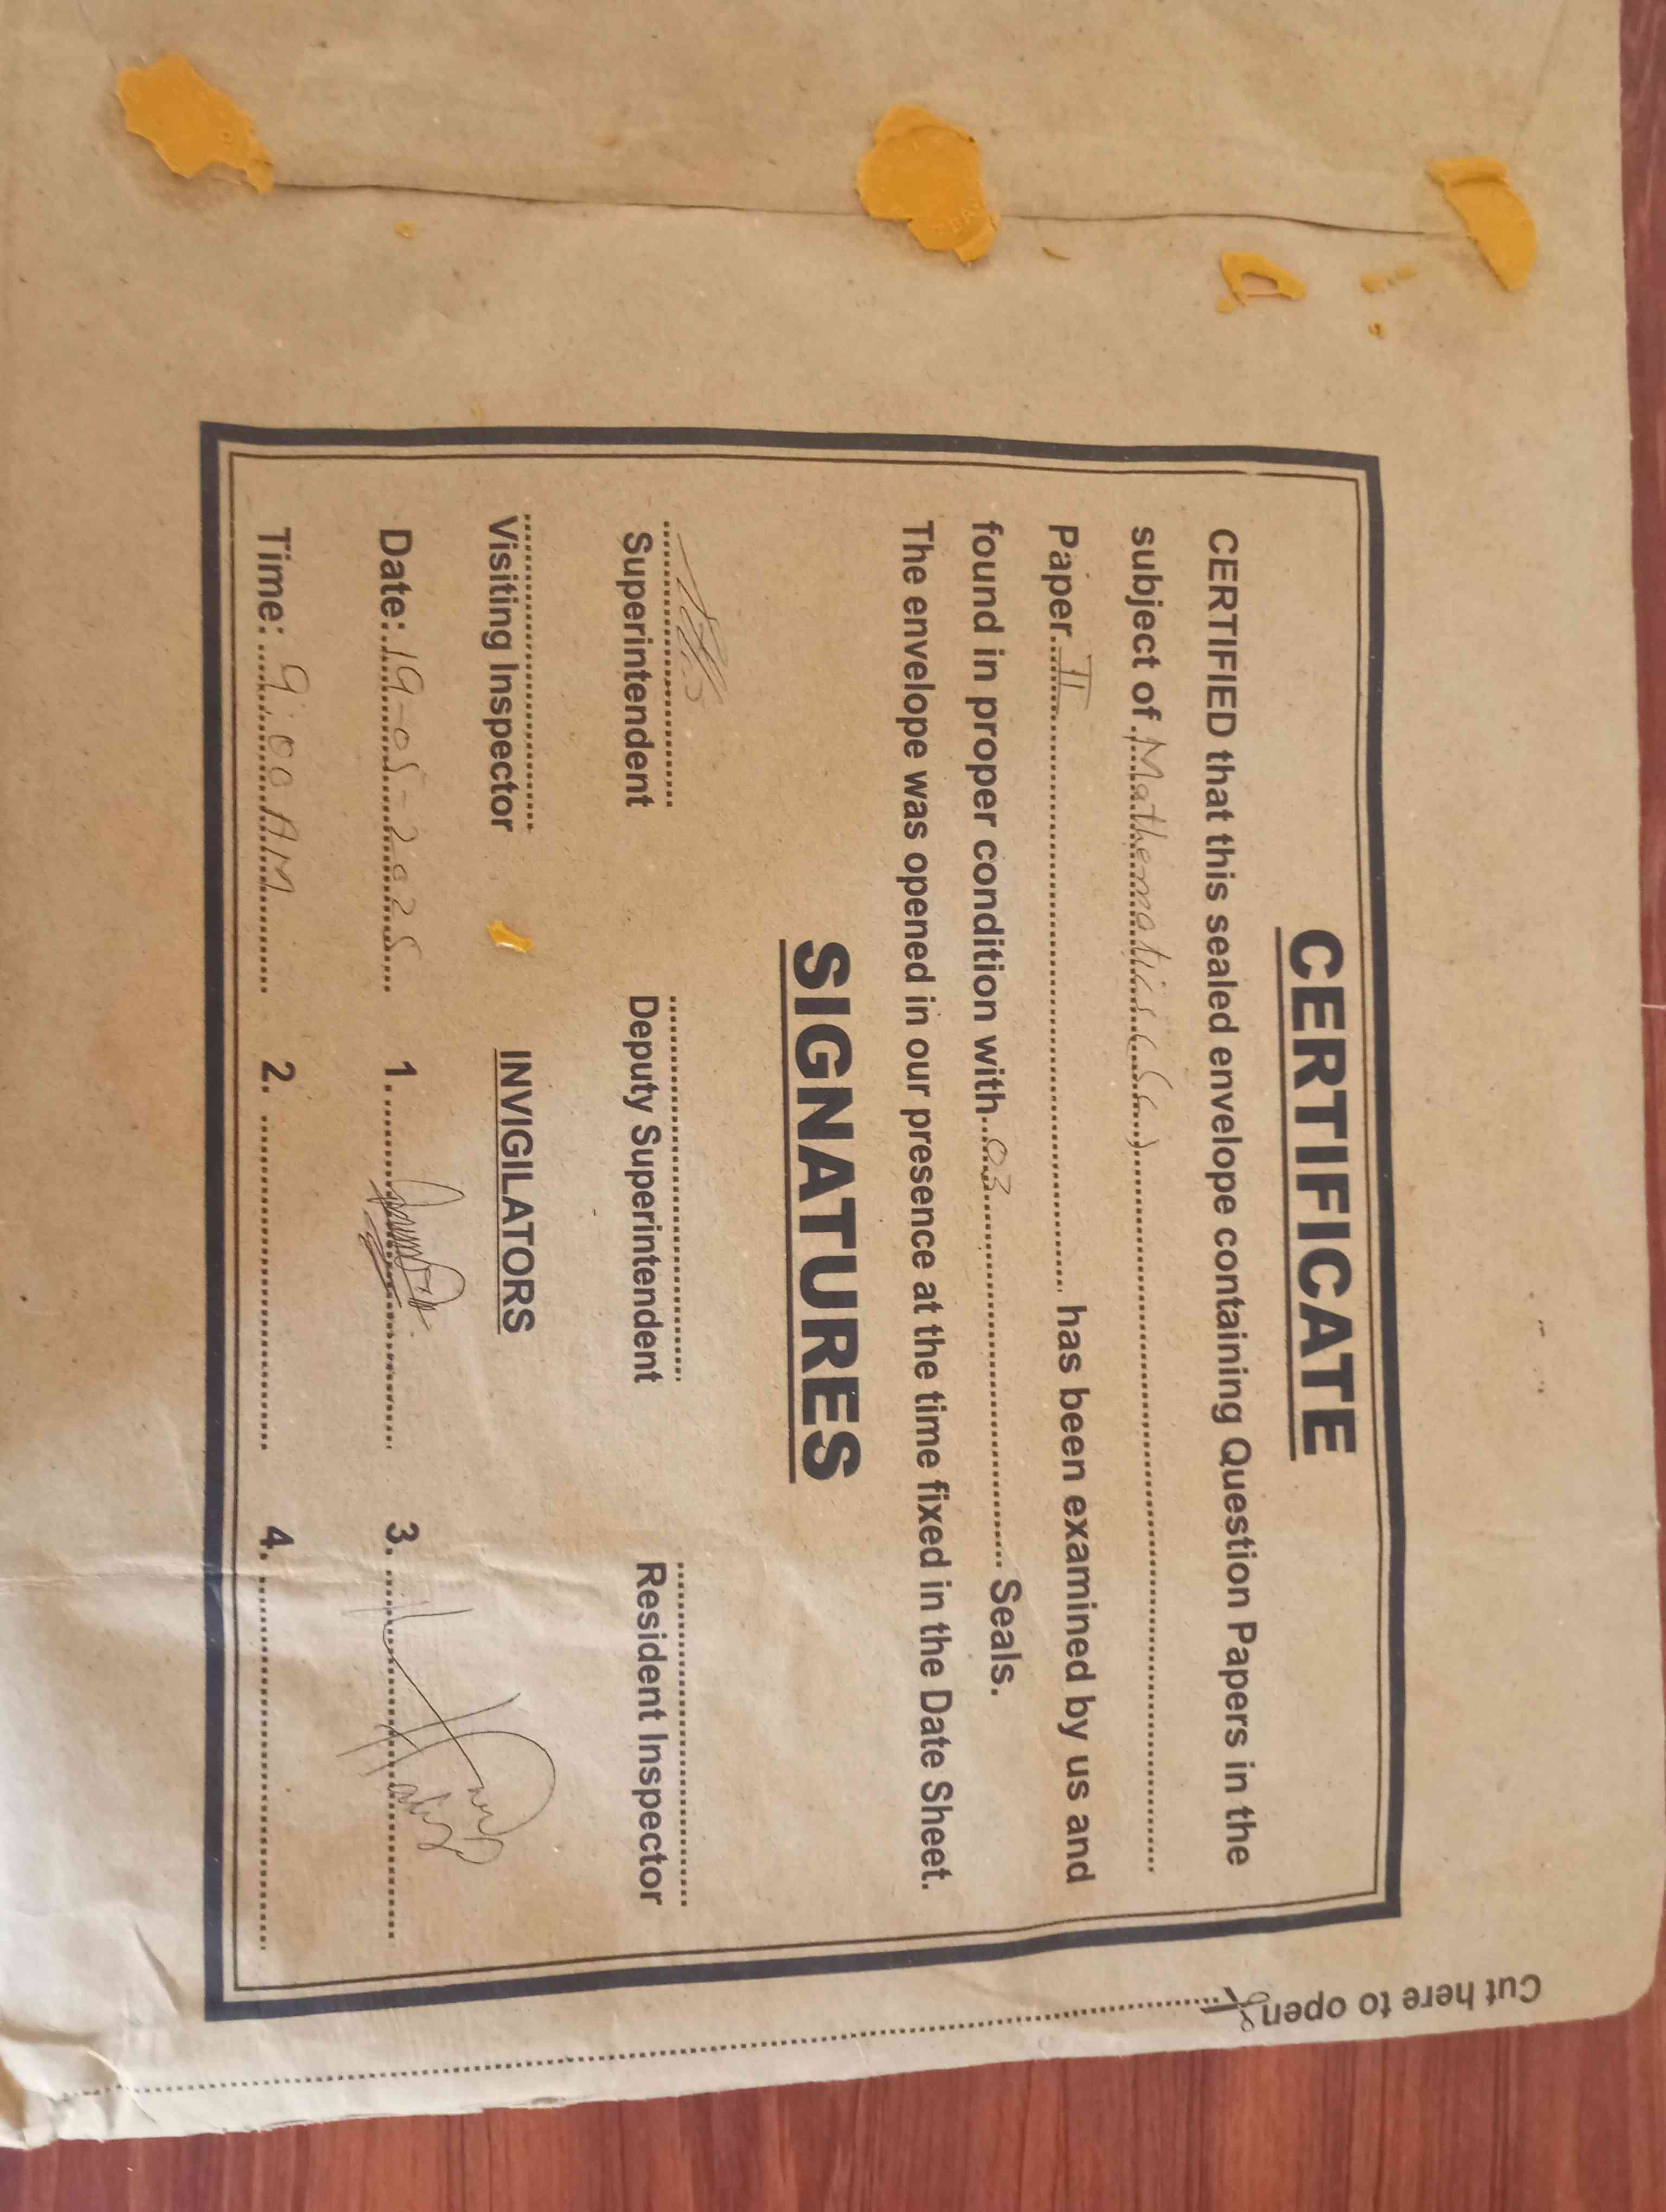 CERTIFICATE
CERTIFIED that this sealed envelope containing Question Papers in the
subject of Mathematics (Sc)
Paper II has been examined by us and
found in proper condition with 03 Seals.
The envelope was opened in our presence at the time fixed in the Date Sheet.
SIGNATURES
Superintendent Deputy Superintendent Resident Inspector
Visiting Inspector INVIGILATORS
Date: 19-05-2025 1. 3.
Time: 9:00 AM 2. 4.
Cut here to open